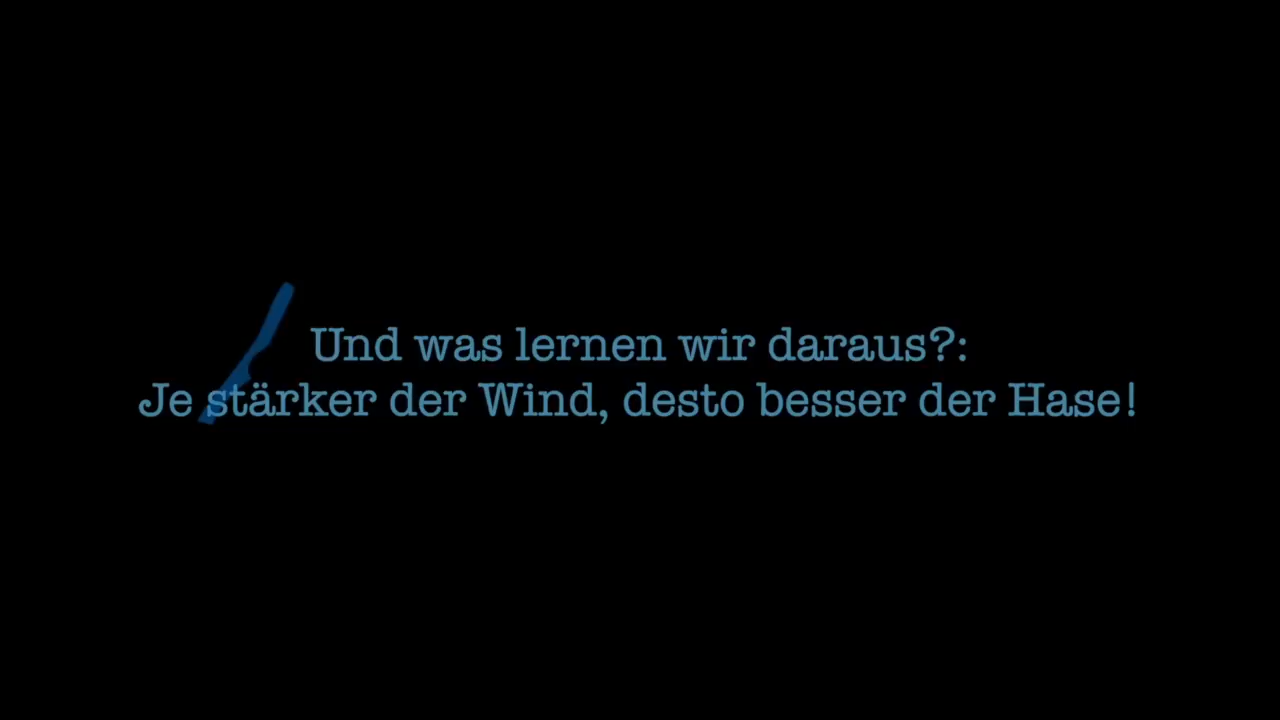 Und was lernen wir daraus?:
Je stärker der Wind, desto besser der Hase!